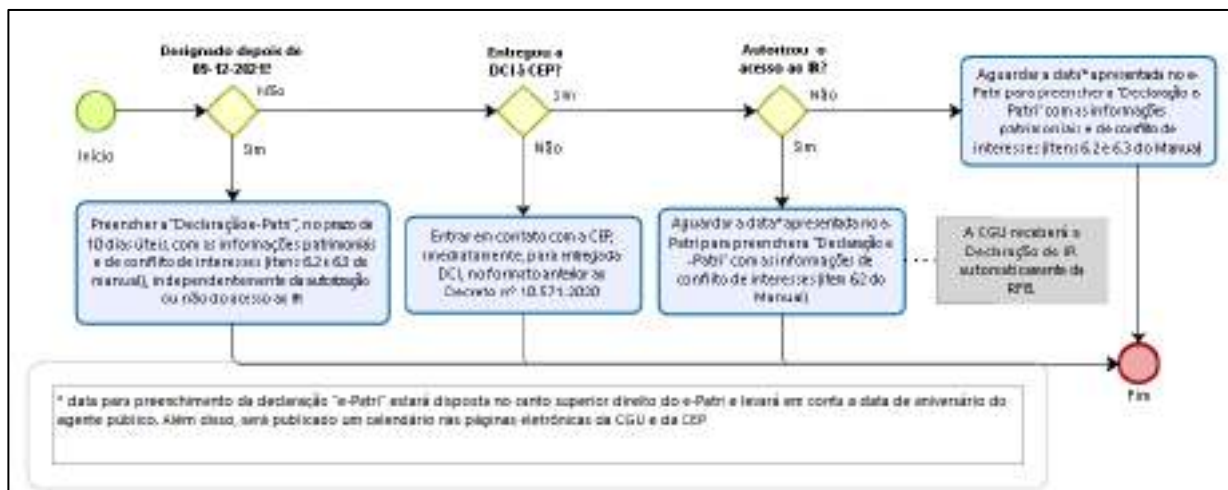 Designado depois de
09-12-2021?
Entregou a
DCI à CEP?
Autorizou o
acesso ao IR?
Não
Sim
Não
Início
Sim
Não
Sim
Aguardar a data* apresentada no e-
Patri para preencher a "Declaração e-
Patri" com as informações
patrimoniais e de conflito de
interesses (itens 6.2 e 6.3 do Manual)
Preencher a "Declaração e-Patri", no prazo de
10 dias úteis, com as informações patrimoniais
e de conflito de interesses (itens 6.2 e 6.3 do
manual), independentemente da autorização
ou não do acesso ao IR
Entrar em contato com a CEP,
imediatamente, para entrega da
DCI, no formato anterior ao
Decreto nº 10.571.2020
Aguardar a data* apresentada no e-
Patri para preencher a "Declaração e
-Patri" com as informações de
conflito de interesses (item 6.2 do
Manual)
A CGU receberá a
Declaração de IR
automaticamente da
RFB.
Fim
* data para preenchimento da declaração "e-Patri" estará disposta no canto superior direito do e-Patri e levará em conta a data de aniversário do
agente público. Além disso, será publicado um calendário nas páginas eletrônicas da CGU e da CEP